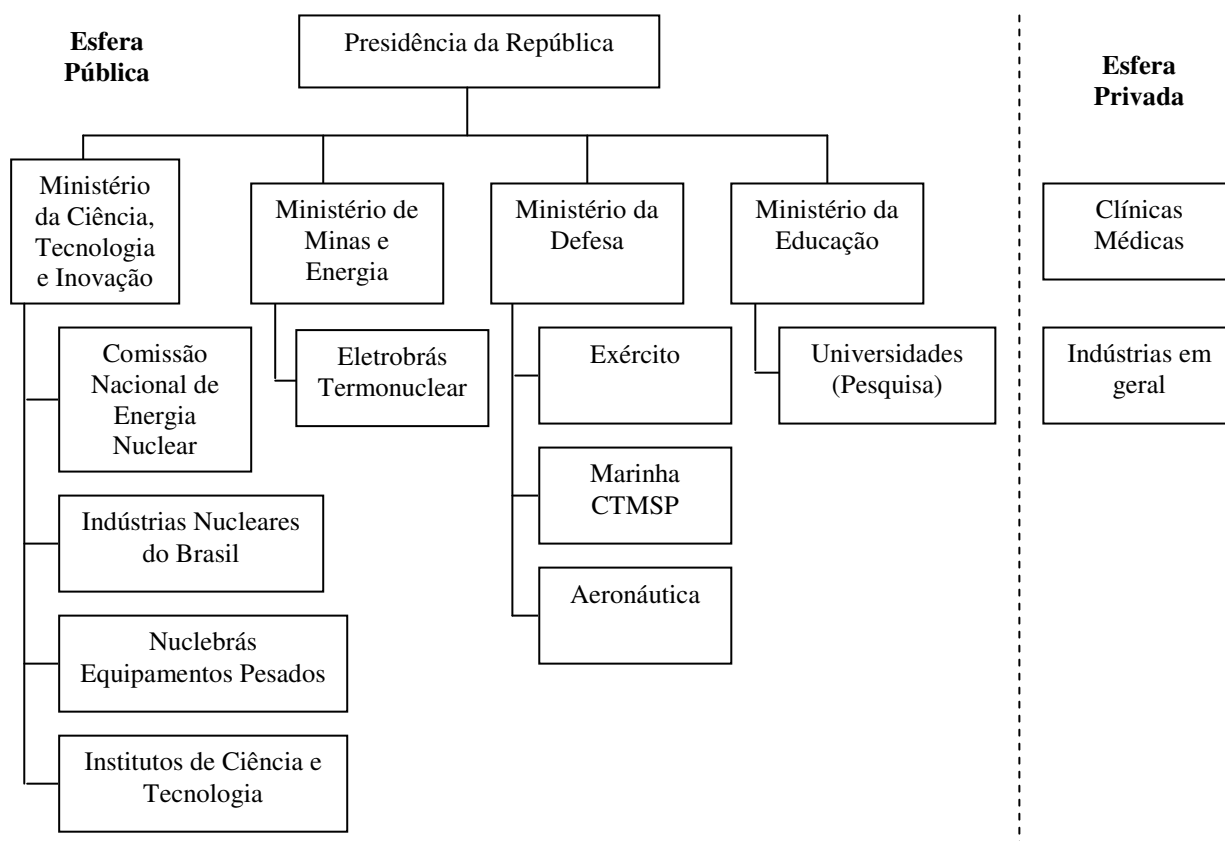 Esfera
Pública
Presidência da República
Esfera
Privada
Ministério
da Ciência,
Tecnologia
e Inovação
Ministério de
Minas e
Energia
Ministério da
Defesa
Ministério da
Educação
Clínicas
Médicas
Comissão
Nacional de
Energia
Nuclear
Eletrobrás
Termonuclear
Exército
Universidades
(Pesquisa)
Indústrias em
geral
Marinha
CTMSP
Indústrias Nucleares
do Brasil
Aeronáutica
Nuclebrás
Equipamentos Pesados
Institutos de Ciência e
Tecnologia